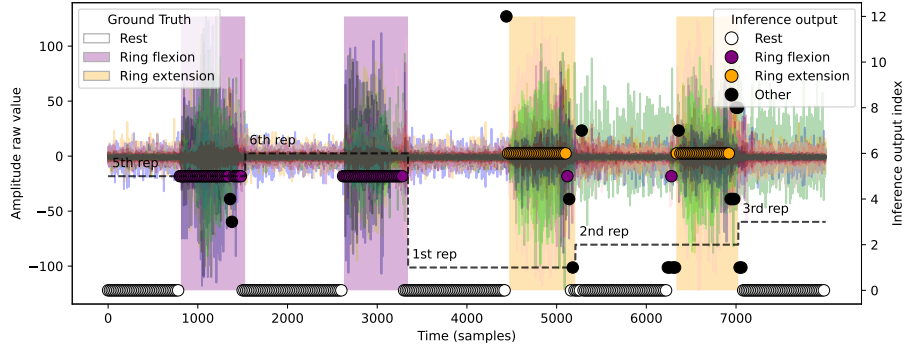 Ground Truth
Rest
Ring flexion
Ring extension
Inference output
Rest
Ring flexion
Ring extension
Other
Amplitude raw value
100
50
0
−50
−100
5th rep
6th rep
1st rep
2nd rep
3rd rep
12
10
8
6
4
2
0
Inference output index
0
1000
2000
3000
4000
5000
6000
7000
Time (samples)